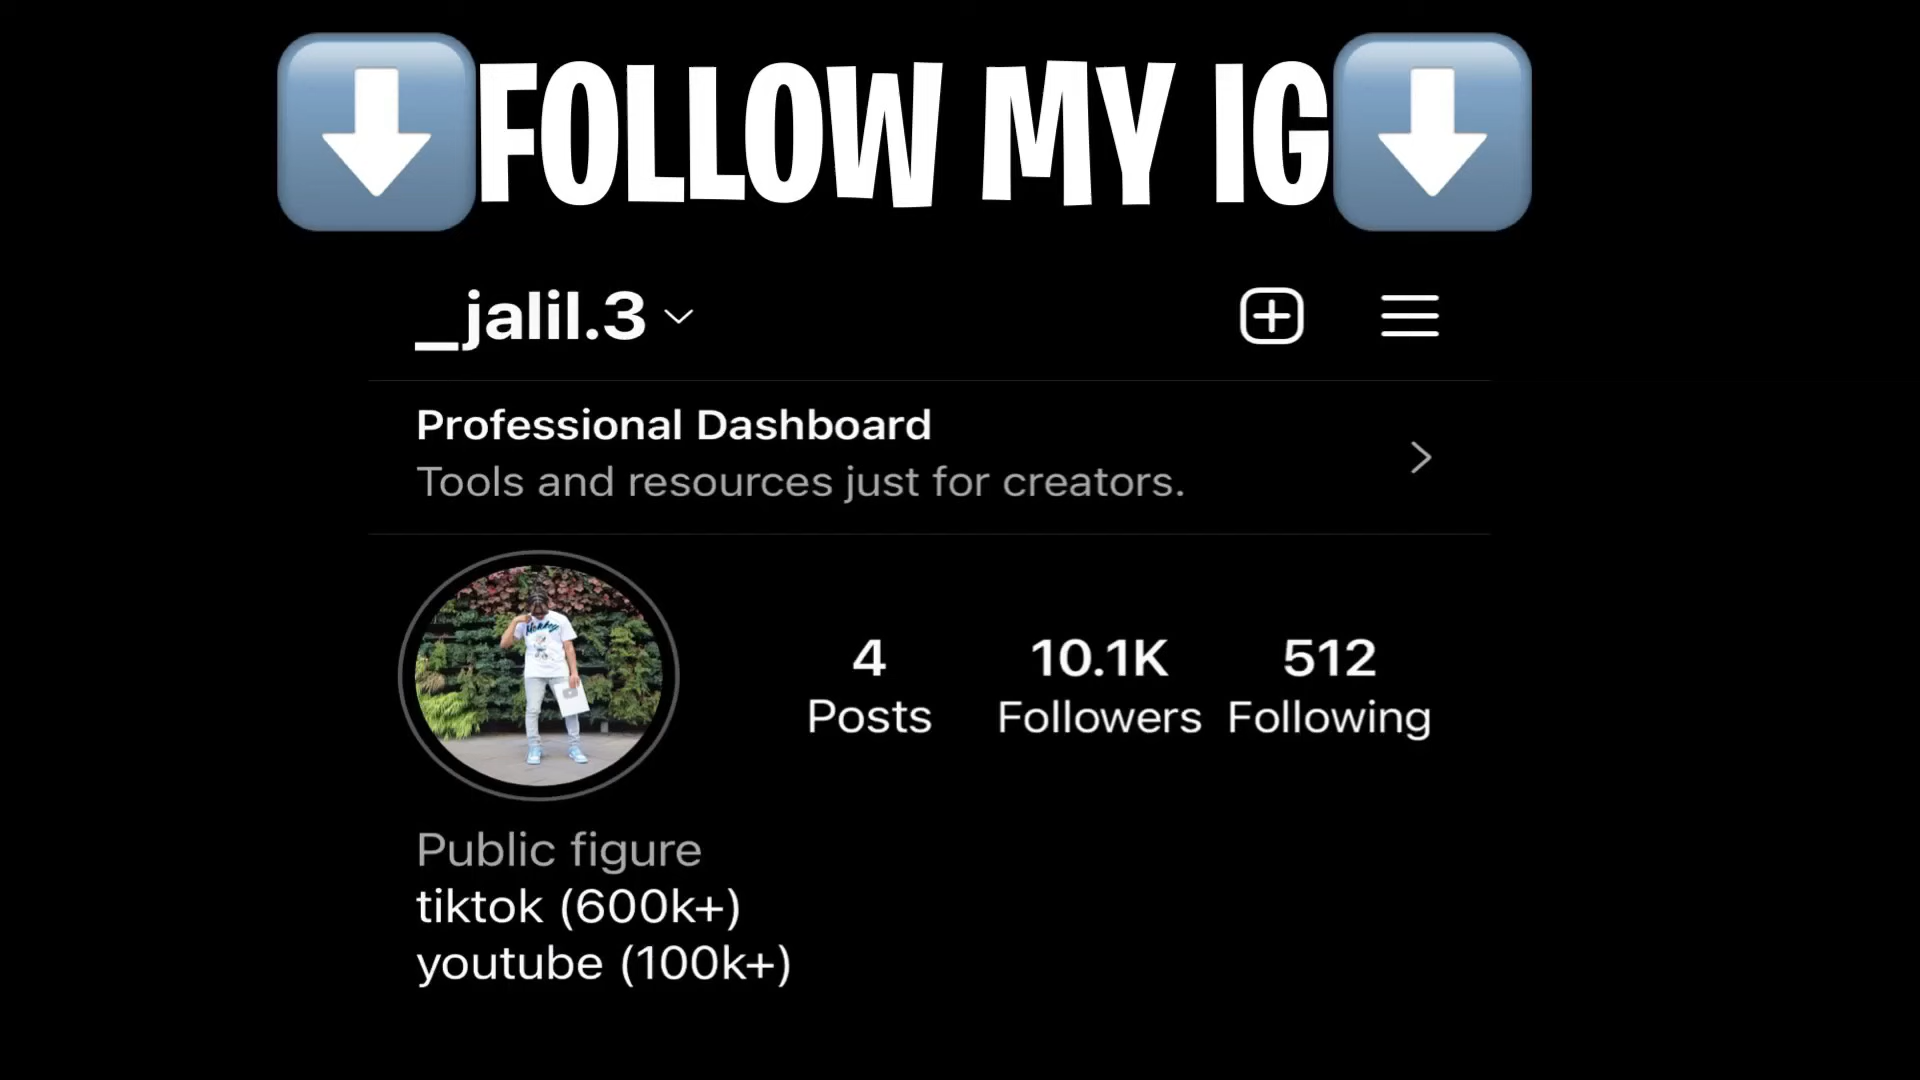 ⬇️FOLLOW MY IG⬇️
_jalil.3
Professional Dashboard
Tools and resources just for creators.
4 10.1K 512
Posts Followers Following
Public figure
tiktok (600k+)
youtube (100k+)